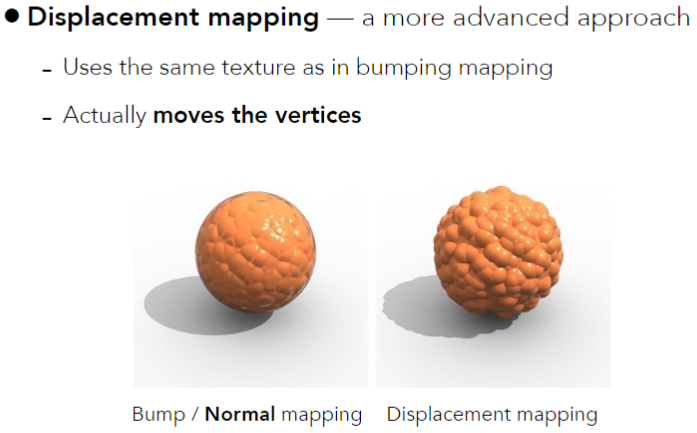 ● Displacement mapping — a more advanced approach
- Uses the same texture as in bumping mapping
- Actually moves the vertices
Bump / Normal mapping Displacement mapping